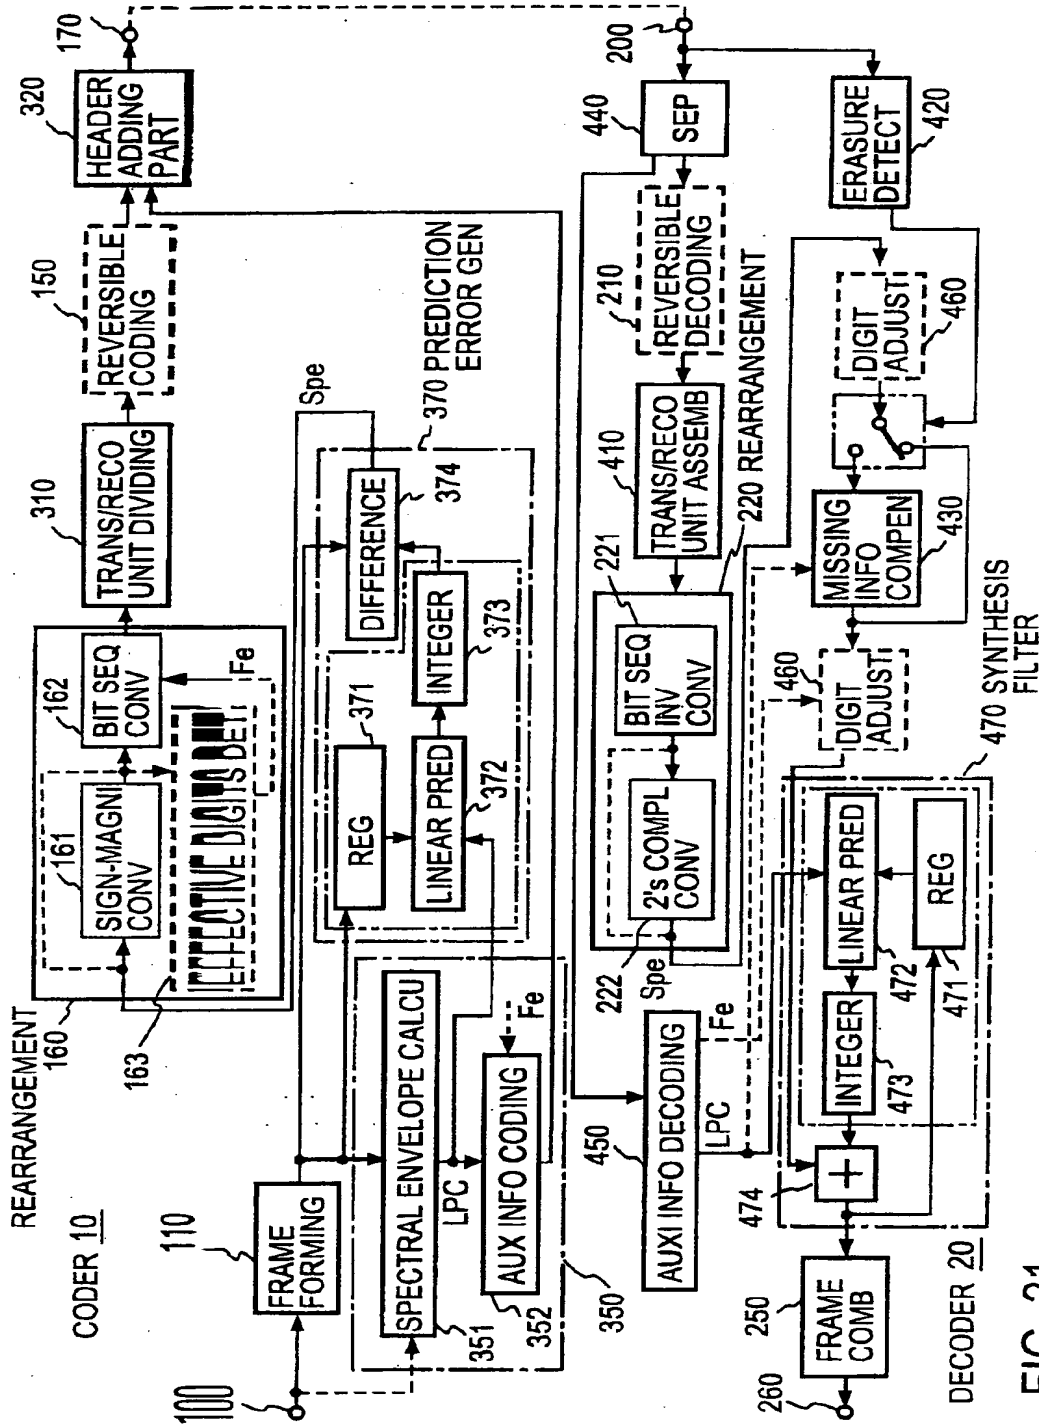 CODER 10
REARRANGEMENT
160
161
SIGN-MAGNI
CONV
162
BIT SEQ
CONV
163
EFFECTIVE DIGITS DET
Fe
310
TRANS/RECO
UNIT DIVIDING
150
REVERSIBLE
CODING
320
HEADER
ADDING
PART
170
100
110
FRAME
FORMING
Spe
370 PREDICTION
ERROR GEN
371
REG
DIFFERENCE
374
LINEAR PRED
372
INTEGER
373
SPECTRAL ENVELOPE CALCU
351
LPC
AUX INFO CODING
352
Fe
350
200
440
SEP
210
REVERSIBLE
DECODING
410
TRANS/RECO
UNIT ASSEMB
220 REARRANGEMENT
221
BIT SEQ
INV
CONV
2's COMPL
CONV
222
Spe
450
AUXI INFO DECODING
Fe
LPC
ERASURE
DETECT
420
DIGIT
ADJUST
460
MISSING
INFO
COMPEN
430
460
DIGIT
ADJUST
470 SYNTHESIS
FILTER
LINEAR PRED
472
REG
471
INTEGER
473
474
+
250
FRAME
COMB
260
DECODER 20